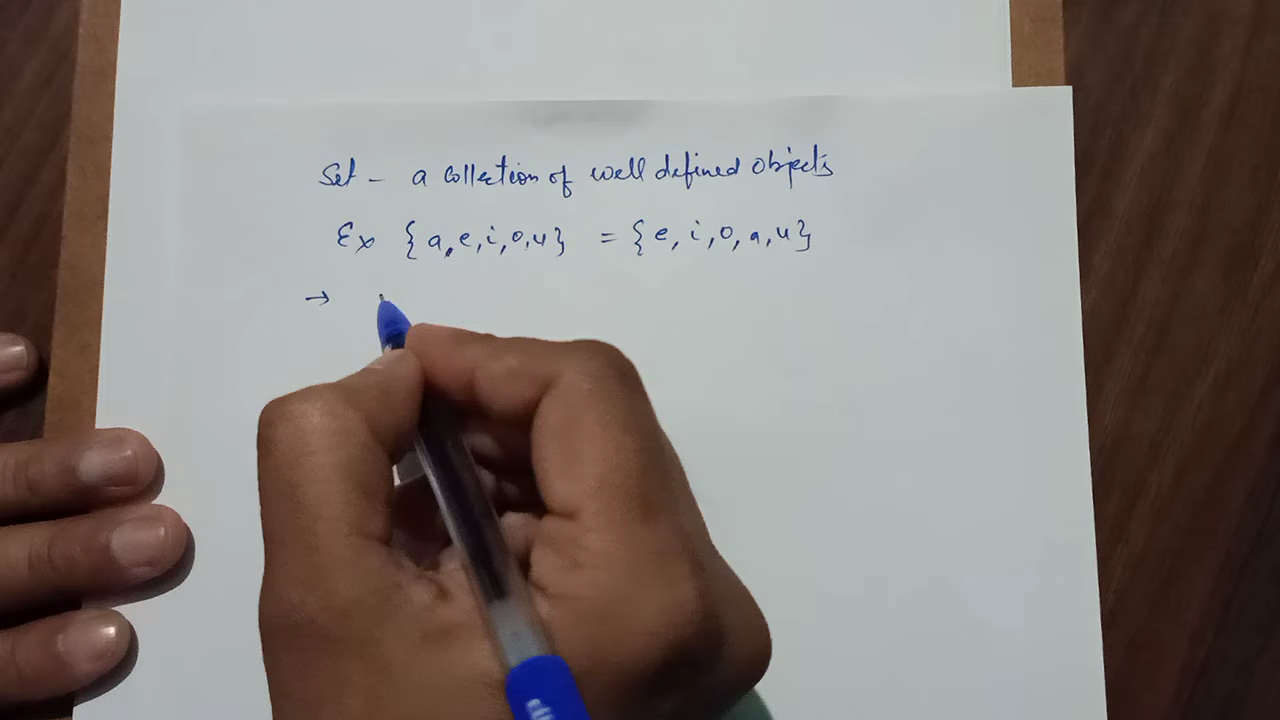 Set - a collection of well defined objects
Ex {a, e, i, o, u} = {e, i, o, a, u}
→